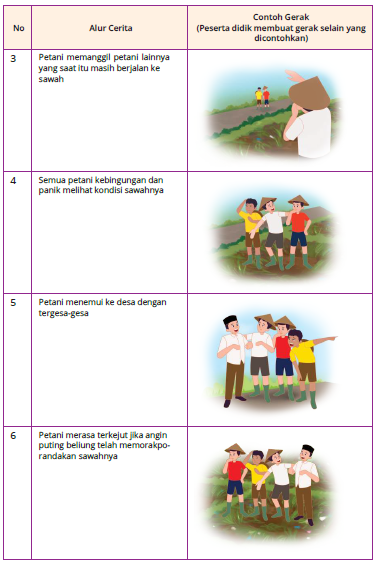 No
Alur Cerita
Contoh Gerak
(Peserta didik membuat gerak selain yang
dicontohkan)
3
Petani memanggil petani lainnya
yang saat itu masih berjalan ke
sawah
4
Semua petani kebingungan dan
panik melihat kondisi sawahnya
5
Petani menemui ke desa dengan
tergesa-gesa
6
Petani merasa terkejut jika angin
puting beliung telah memorakpo-
randakan sawahnya